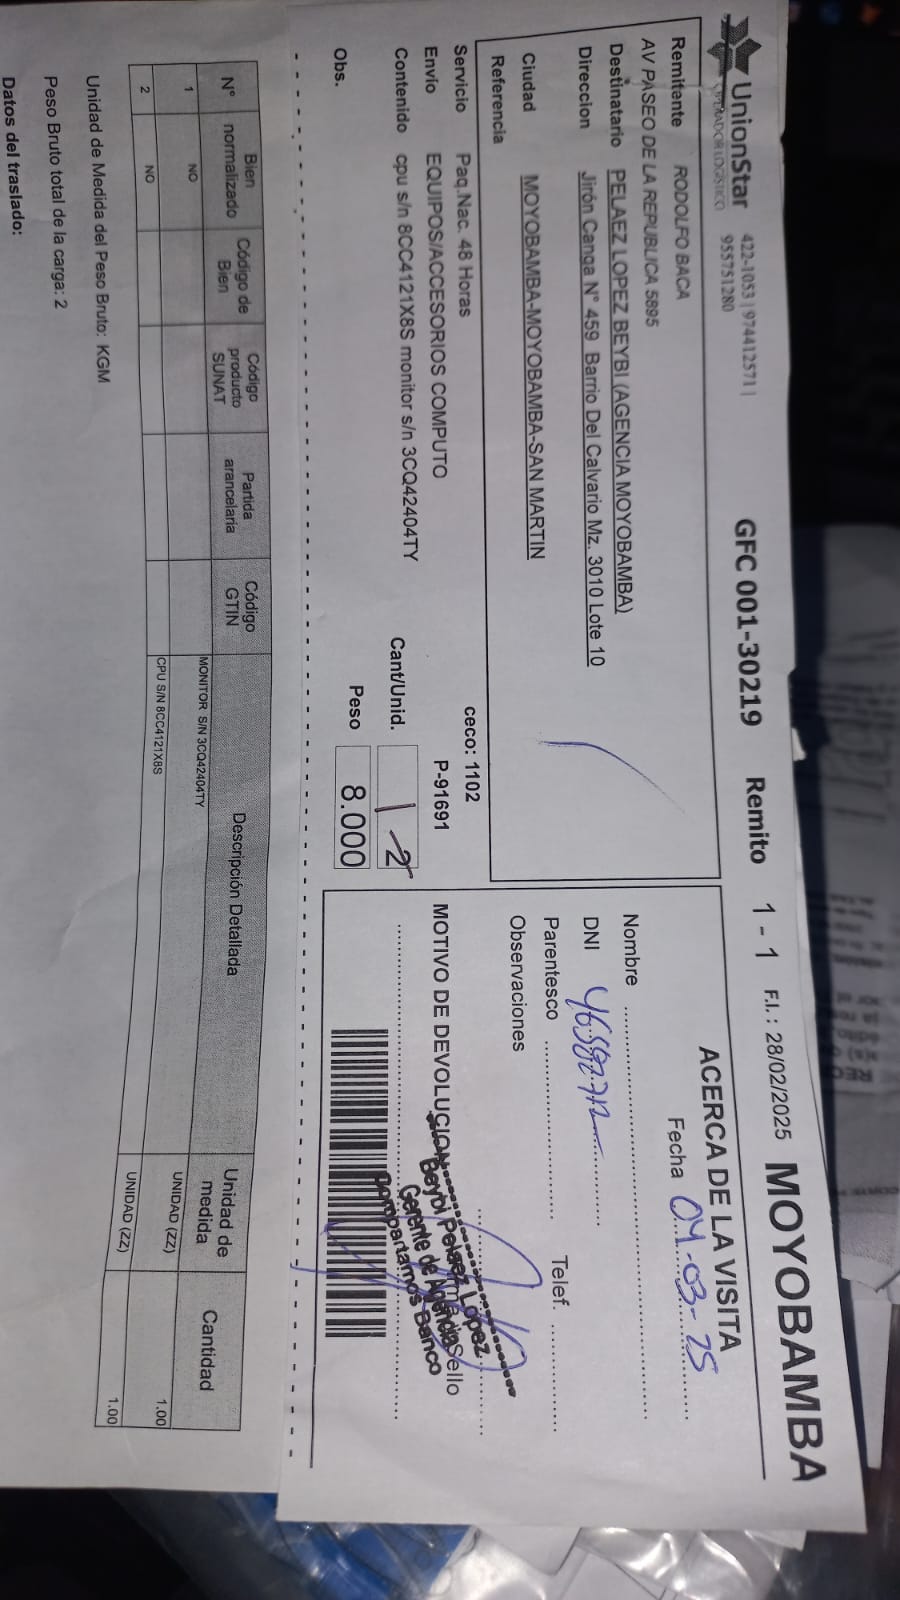 UnionStar
OPERADOR LOGISTICO
422-1053 | 974412571 |
955751280
GFC 001-30219 Remito 1 - 1 F.I.: 28/02/2025 MOYOBAMBA
Remitente RODOLFO BACA
AV PASEO DE LA REPUBLICA 5895
Destinatario PELAEZ LOPEZ BEYBI (AGENCIA MOYOBAMBA)
Direccion Jirón Canga N° 459 Barrio Del Calvario Mz. 3010 Lote 10
Ciudad MOYOBAMBA-MOYOBAMBA-SAN MARTIN
Referencia
Servicio Paq.Nac. 48 Horas ceco: 1102
Envío EQUIPOS/ACCESORIOS COMPUTO P-91691
Contenido cpu s/n 8CC4121X8S monitor s/n 3CQ42404TY Cant/Unid. 1 2
Peso 8.000
Obs.
ACERCA DE LA VISITA
Fecha 04-03-25
Nombre
DNI 46582712
Parentesco Telef.
Observaciones
MOTIVO DE DEVOLUCION
Sello
Beybi Pelaez Lopez
Gerente de Agencia
Compartamos Banco
N° Bien normalizado Código de Bien Código producto SUNAT Partida arancelaria Código GTIN Descripción Detallada Unidad de medida Cantidad
1 NO MONITOR S/N 3CQ42404TY UNIDAD (ZZ) 1.00
2 NO CPU S/N 8CC4121X8S UNIDAD (ZZ) 1.00
Unidad de Medida del Peso Bruto: KGM
Peso Bruto total de la carga: 2
Datos del traslado: